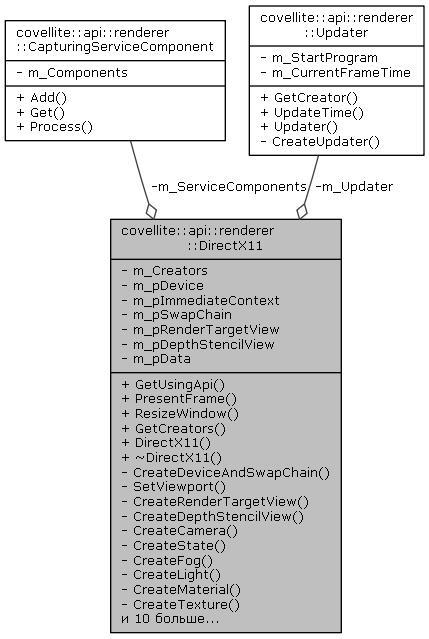 covellite::api::renderer
::CapturingServiceComponent
- m_Components
+ Add()
+ Get()
+ Process()
covellite::api::renderer
::Updater
- m_StartProgram
- m_CurrentFrameTime
+ GetCreator()
+ UpdateTime()
+ Updater()
- CreateUpdater()
-m_ServiceComponents
-m_Updater
covellite::api::renderer
::DirectX11
- m_Creators
- m_pDevice
- m_pImmediateContext
- m_pSwapChain
- m_pRenderTargetView
- m_pDepthStencilView
- m_pData
+ GetUsingApi()
+ PresentFrame()
+ ResizeWindow()
+ GetCreators()
+ DirectX11()
+ ~DirectX11()
- CreateDeviceAndSwapChain()
- SetViewport()
- CreateRenderTargetView()
- CreateDepthStencilView()
- CreateCamera()
- CreateState()
- CreateFog()
- CreateLight()
- CreateMaterial()
- CreateTexture()
и 10 больше...